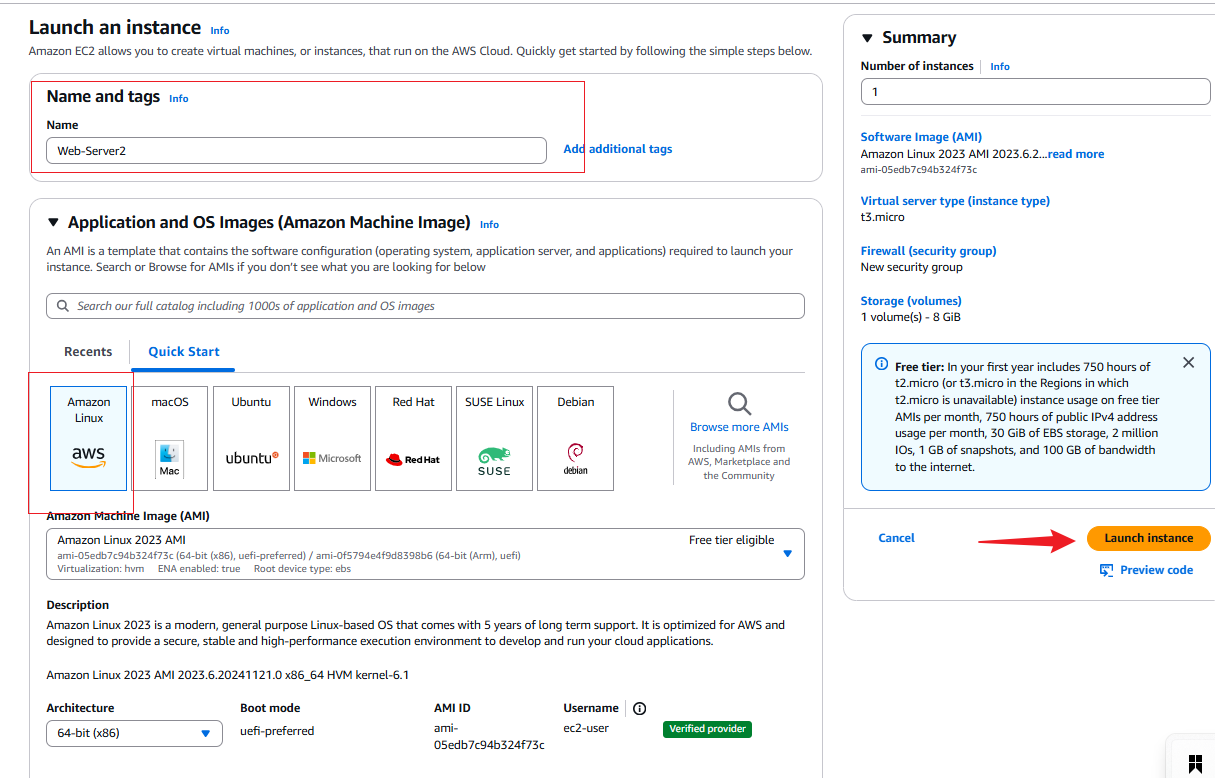 Launch an instance Info
Amazon EC2 allows you to create virtual machines, or instances, that run on the AWS Cloud. Quickly get started by following the simple steps below.
Name and tags Info
Name
Web-Server2
Add additional tags
Application and OS Images (Amazon Machine Image) Info
An AMI is a template that contains the software configuration (operating system, application server, and applications) required to launch your
instance. Search or Browse for AMIs if you don't see what you are looking for below
Search our full catalog including 1000s of application and OS images
Recents
Quick Start
Amazon
Linux
aws
macOS
Mac
Ubuntu
ubuntu
Windows
Microsoft
Red Hat
Red Hat
SUSE Linux
SUSE
Debian
debian
Browse more AMIs
Including AMIs from
AWS, Marketplace and
the Community
Amazon Machine Image (AMI)
Amazon Linux 2023 AMI
Free tier eligible
ami-05edb7c94b324f73c (64-bit (x86), uefi-preferred) / ami-0f5794e4f9d8398b6 (64-bit (Arm), uefi)
Virtualization: hvm ENA enabled: true Root device type: ebs
Description
Amazon Linux 2023 is a modern, general purpose Linux-based OS that comes with 5 years of long term support. It is optimized for AWS and
designed to provide a secure, stable and high-performance execution environment to develop and run your cloud applications.
Amazon Linux 2023 AMI 2023.6.20241121.0 x86_64 HVM kernel-6.1
Architecture
64-bit (x86)
Boot mode
uefi-preferred
AMI ID
ami-
05edb7c94b324f73c
Username
ec2-user
Verified provider
Summary
Number of instances Info
1
Software Image (AMI)
Amazon Linux 2023 AMI 2023.6.2...read more
ami-05edb7c94b324f73c
Virtual server type (instance type)
t3.micro
Firewall (security group)
New security group
Storage (volumes)
1 volume(s) - 8 GiB
Free tier: In your first year includes 750 hours of
t2.micro (or t3.micro in the Regions in which
t2.micro is unavailable) instance usage on free tier
AMIs per month, 750 hours of public IPv4 address
usage per month, 30 GiB of EBS storage, 2 million
IOs, 1 GB of snapshots, and 100 GB of bandwidth
to the internet.
Cancel
Launch instance
Preview code